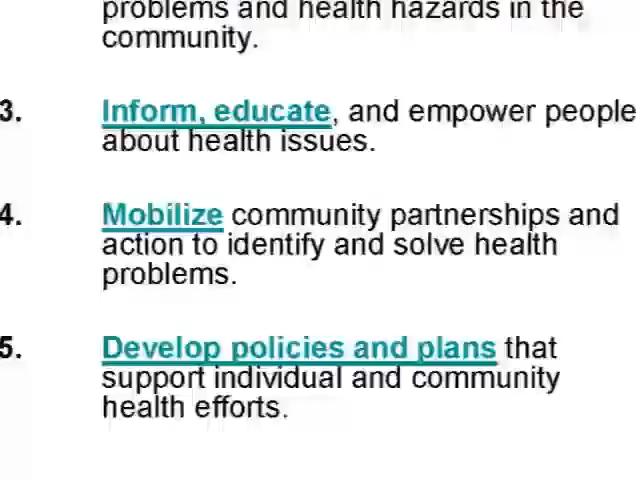 problems and health hazards in the
community.
3. Inform, educate, and empower people
about health issues.
4. Mobilize community partnerships and
action to identify and solve health
problems.
5. Develop policies and plans that
support individual and community
health efforts.